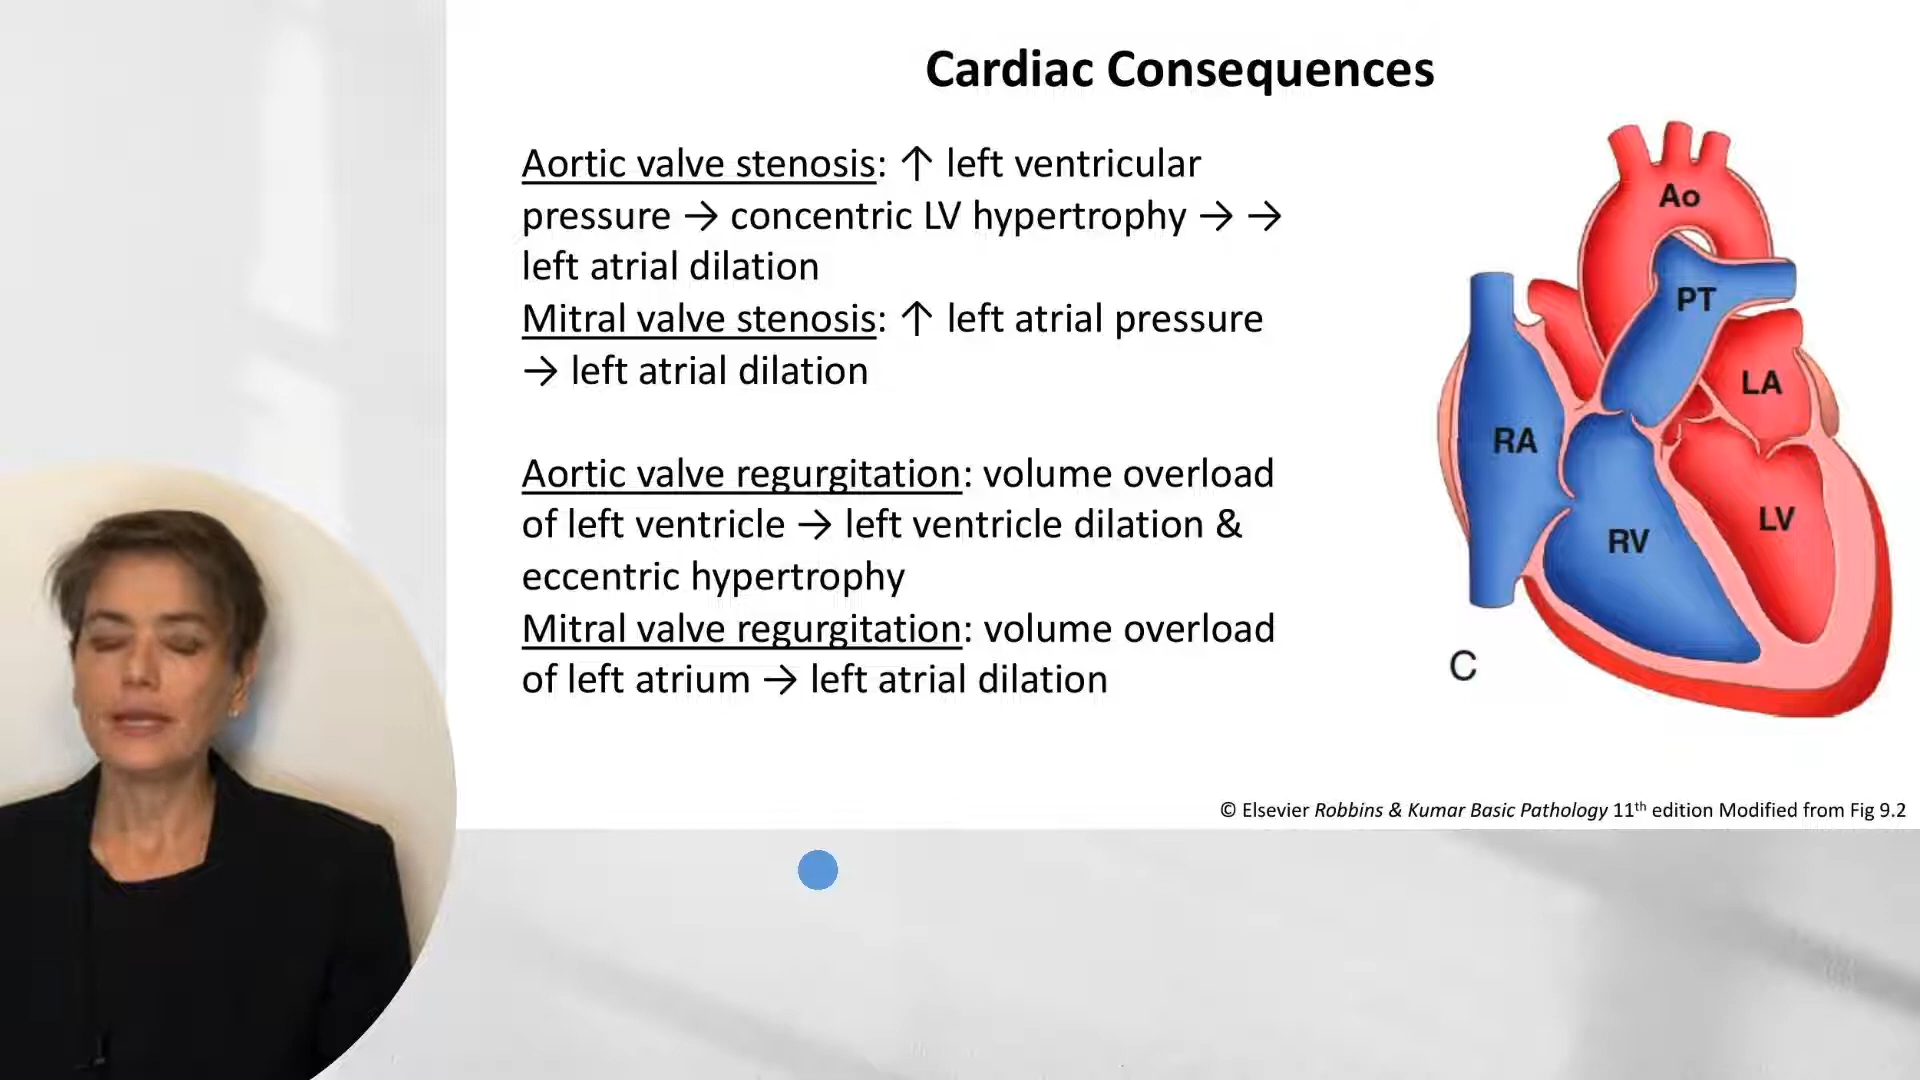 Cardiac Consequences
Aortic valve stenosis: ↑ left ventricular
pressure → concentric LV hypertrophy → →
left atrial dilation
Mitral valve stenosis: ↑ left atrial pressure
→ left atrial dilation
Aortic valve regurgitation: volume overload
of left ventricle → left ventricle dilation &
eccentric hypertrophy
Mitral valve regurgitation: volume overload
of left atrium → left atrial dilation
Ao
PT
LA
RA
LV
RV
C
© Elsevier Robbins & Kumar Basic Pathology 11th edition Modified from Fig 9.2